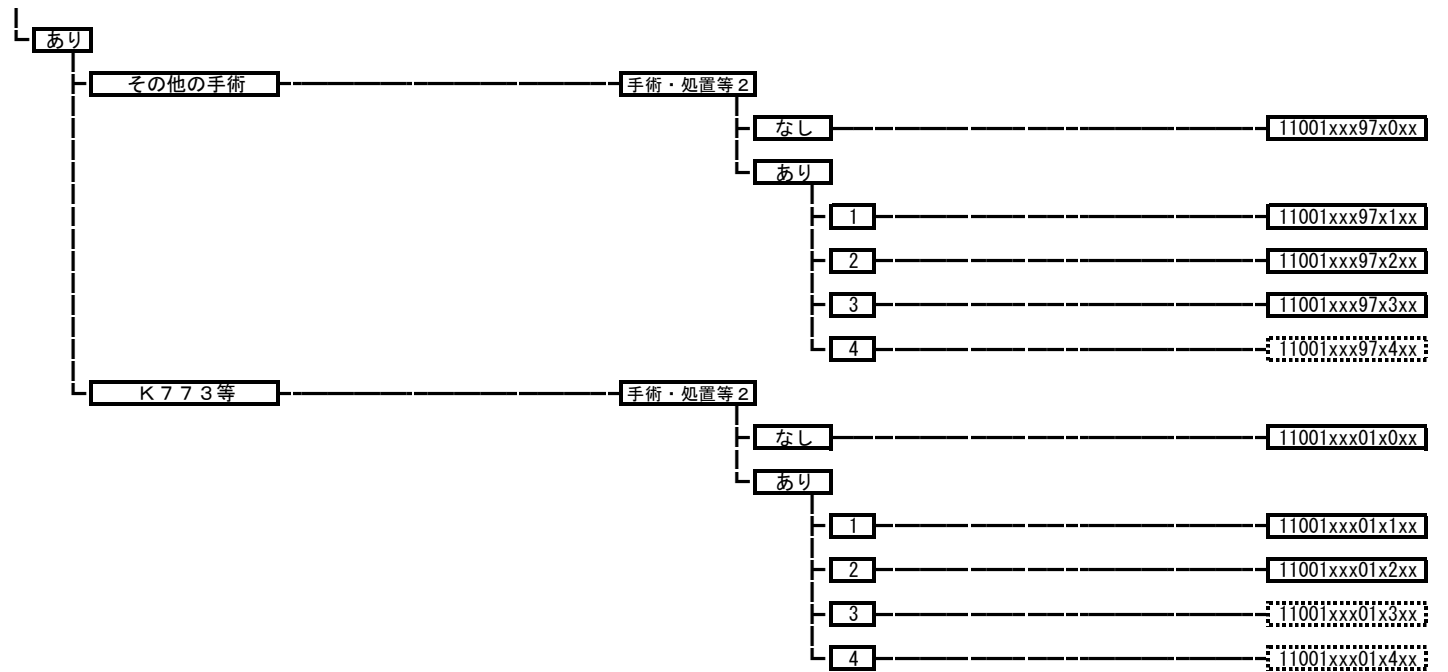 あり
その他の手術 手術・処置等2
なし 11001xxx97x0xx
あり
1 11001xxx97x1xx
2 11001xxx97x2xx
3 11001xxx97x3xx
4 11001xxx97x4xx
K773等 手術・処置等2
なし 11001xxx01x0xx
あり
1 11001xxx01x1xx
2 11001xxx01x2xx
3 11001xxx01x3xx
4 11001xxx01x4xx